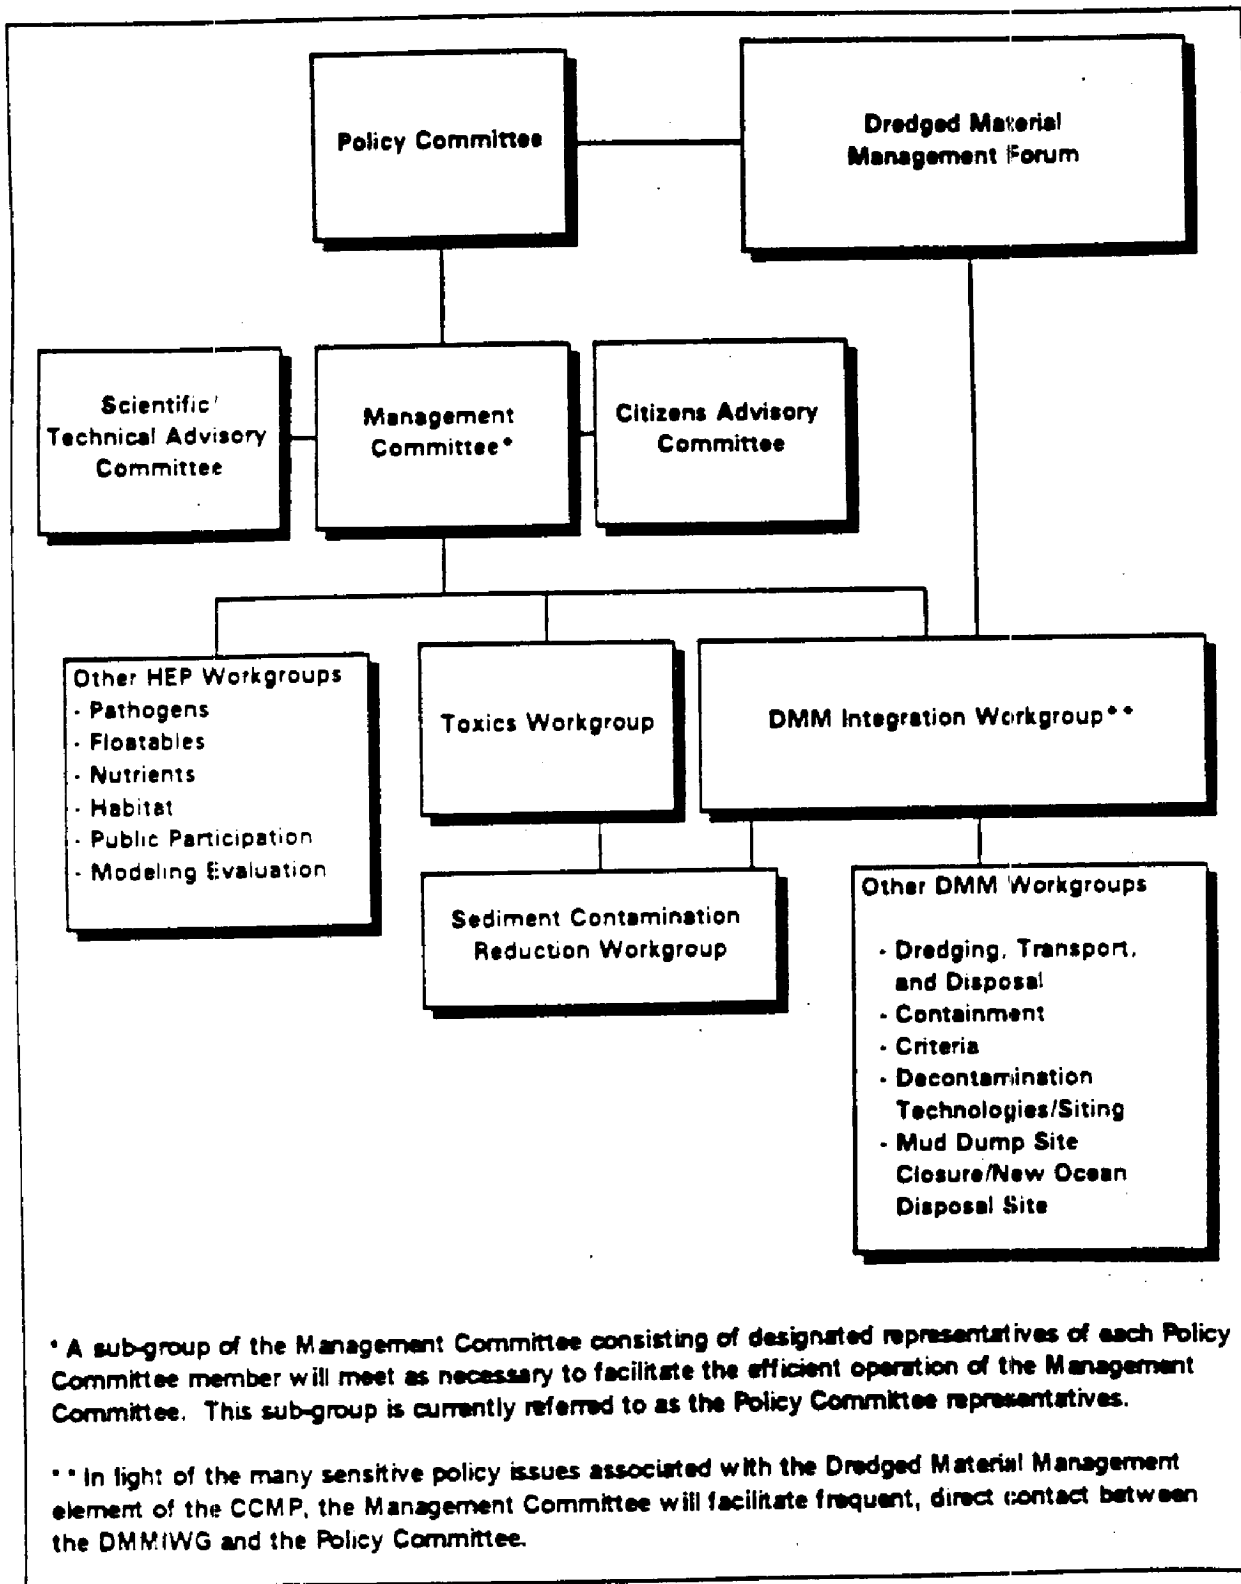 Policy Committee
Dredged Material
Management Forum
Scientific/
Technical Advisory
Committee
Management
Committee*
Citizens Advisory
Committee
Other HEP Workgroups
- Pathogens
- Floatables
- Nutrients
- Habitat
- Public Participation
- Modeling Evaluation
Toxics Workgroup
DMM Integration Workgroup**
Sediment Contamination
Reduction Workgroup
Other DMM Workgroups
- Dredging, Transport,
and Disposal
- Containment
- Criteria
- Decontamination
Technologies/Siting
- Mud Dump Site
Closure/New Ocean
Disposal Site
* A sub-group of the Management Committee consisting of designated representatives of each Policy
Committee member will meet as necessary to facilitate the efficient operation of the Management
Committee. This sub-group is currently referred to as the Policy Committee representatives.
** In light of the many sensitive policy issues associated with the Dredged Material Management
element of the CCMP, the Management Committee will facilitate frequent, direct contact between
the DMMIWG and the Policy Committee.